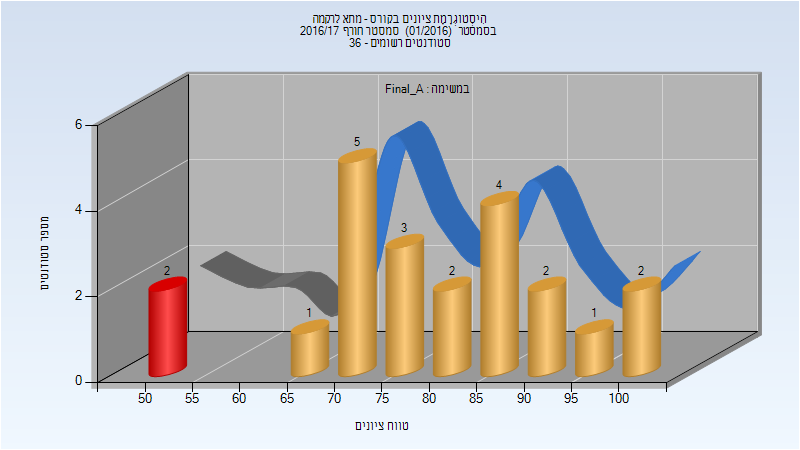 היסטוגרמת ציונים בקורס - מתא לרקמה
בסמסטר (01/2016) סמסטר חורף 2016/17
סטודנטים רשומים - 36
במשימה : Final_A
מספר סטודנטים
6
4
2
0
2
1
5
3
2
4
2
1
2
50 55 60 65 70 75 80 85 90 95 100
טווח ציונים